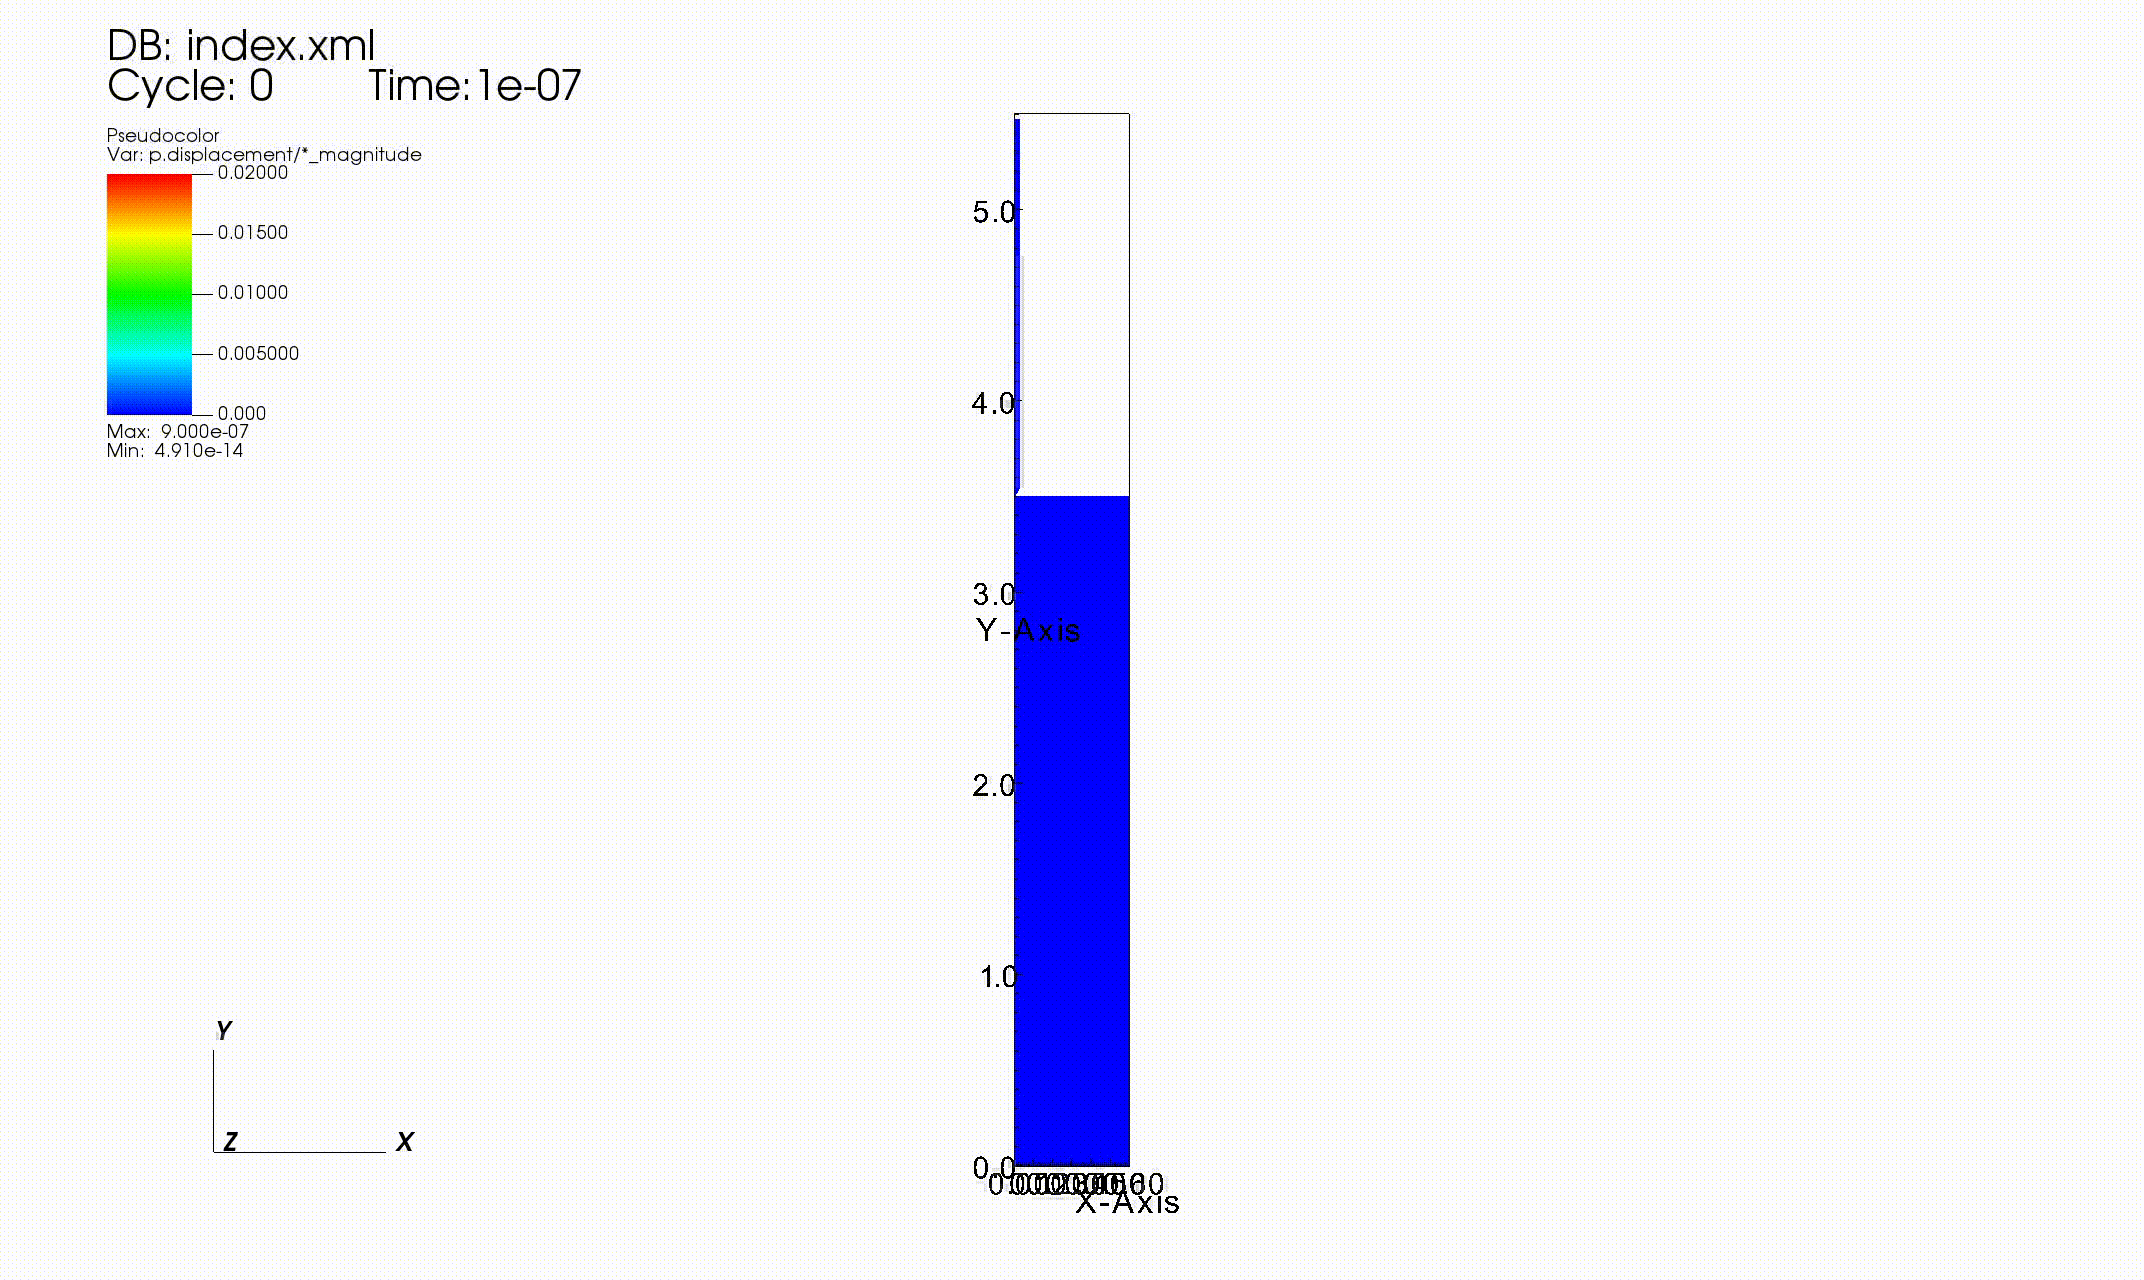 DB: index.xml
Cycle: 0 Time:1e-07
Pseudocolor
Var: p.displacement/*_magnitude
0.02000
0.01500
0.01000
0.005000
0.000
Max: 9.000e-07
Min: 4.910e-14
5.0
4.0
3.0
Y-Axis
2.0
1.0
0.0
X-Axis
Y
Z X